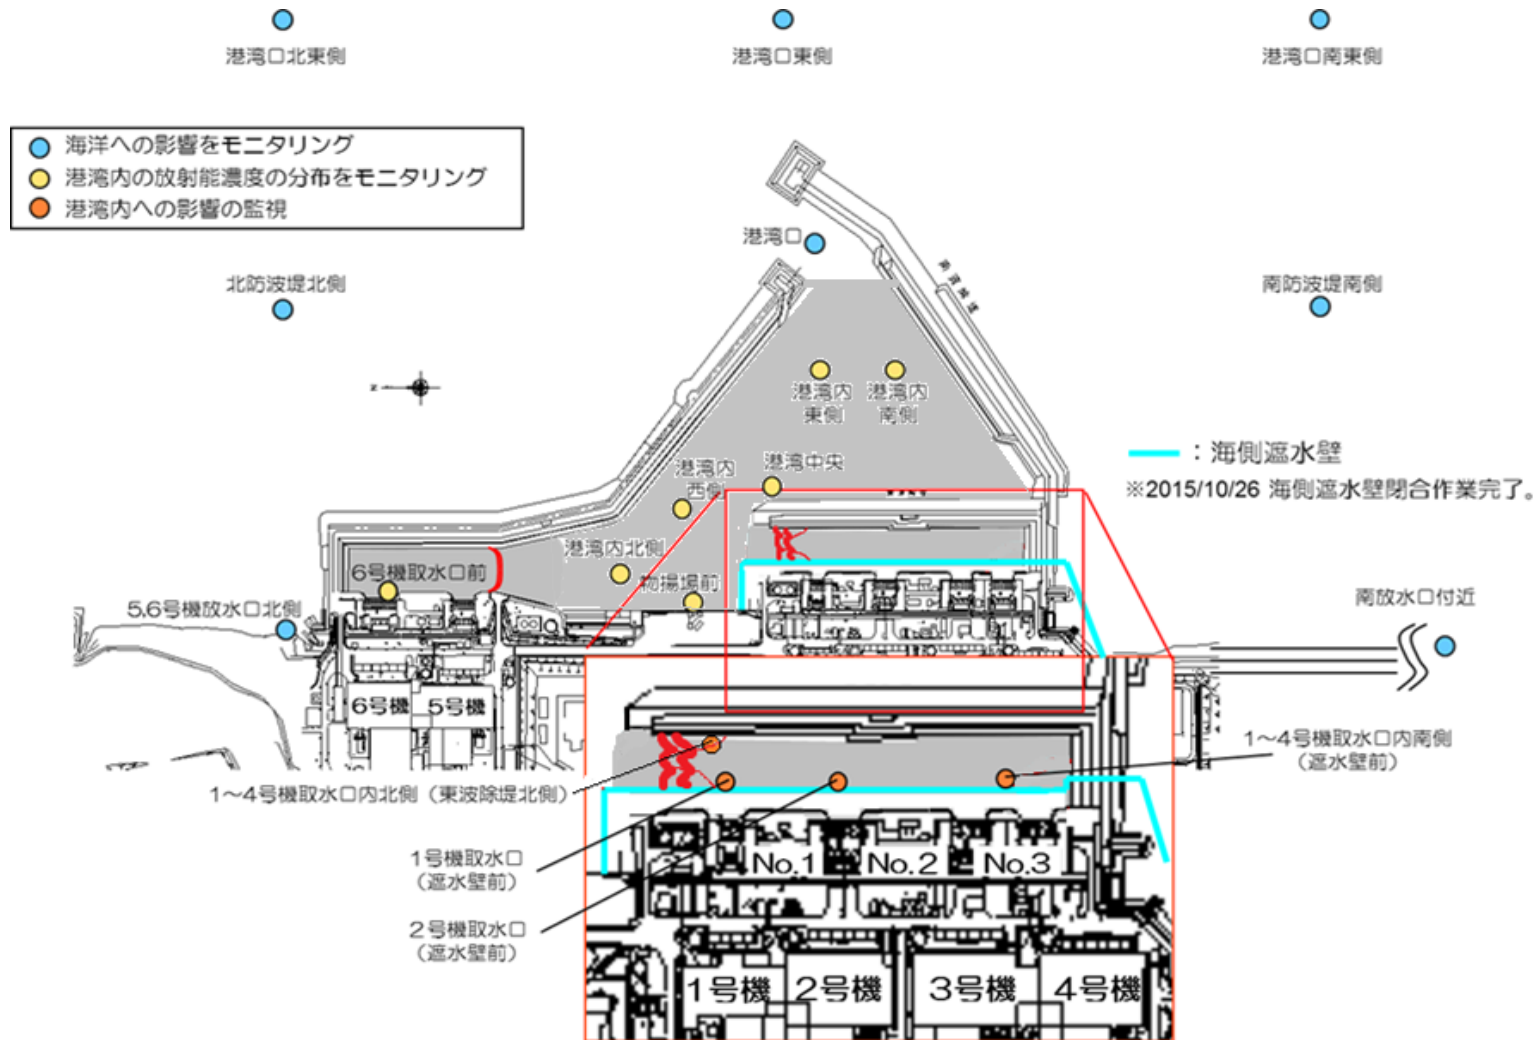 港湾口北東側
港湾口東側
港湾口南東側
海洋への影響をモニタリング
港湾内の放射能濃度の分布をモニタリング
港湾内への影響の監視
港湾口
北防波堤北側
南防波堤南側
N
港湾内
東側
港湾内
南側
:海側遮水壁
※2015/10/26 海側遮水壁閉合作業完了。
港湾内
西側
港湾中央
港湾内北側
物揚場前
6号機取水口前
5,6号機放水口北側
南放水口付近
6号機
5号機
1～4号機取水口内南側
(遮水壁前)
1～4号機取水口内北側(東波除堤北側)
1号機取水口
(遮水壁前)
2号機取水口
(遮水壁前)
No.1
No.2
No.3
1号機
2号機
3号機
4号機